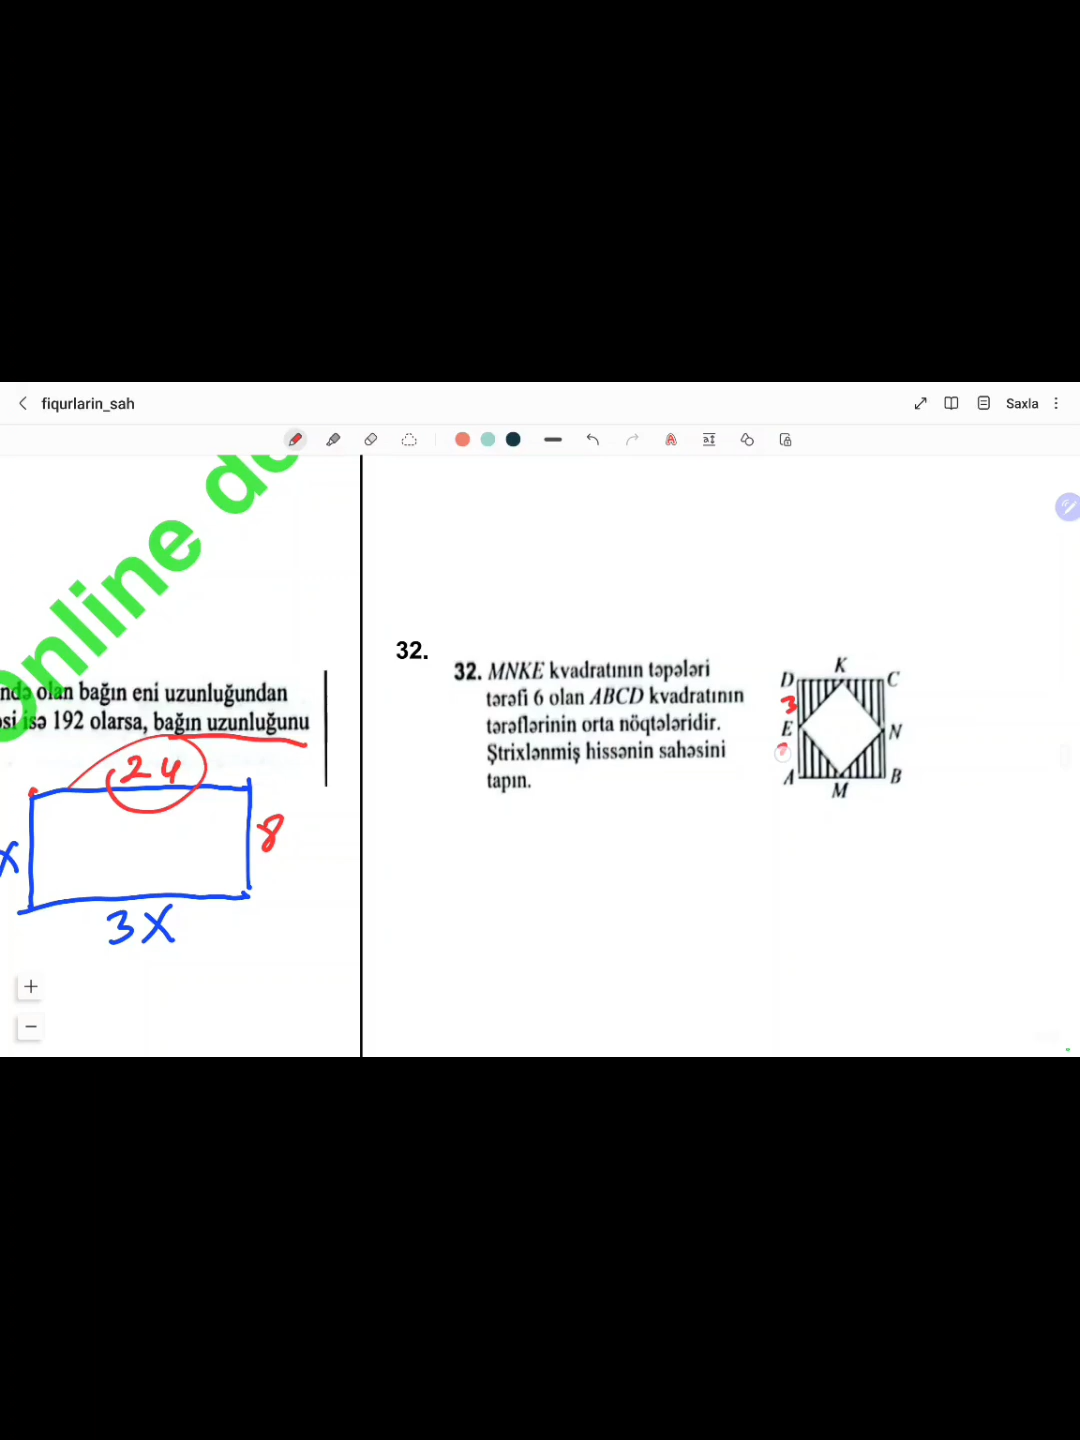 fiqurlarin_sah
Saxla
Online
ndə olan bağın eni uzunluğundan
si isə 192 olarsa, bağın uzunluğunu
24
8
x
3x
32.
32. MNKE kvadratının təpələri
tərəfi 6 olan ABCD kvadratının
tərəflərinin orta nöqtələridir.
Ştrixlənmiş hissənin sahəsini
tapın.
K
D
C
3
E
N
A
B
M